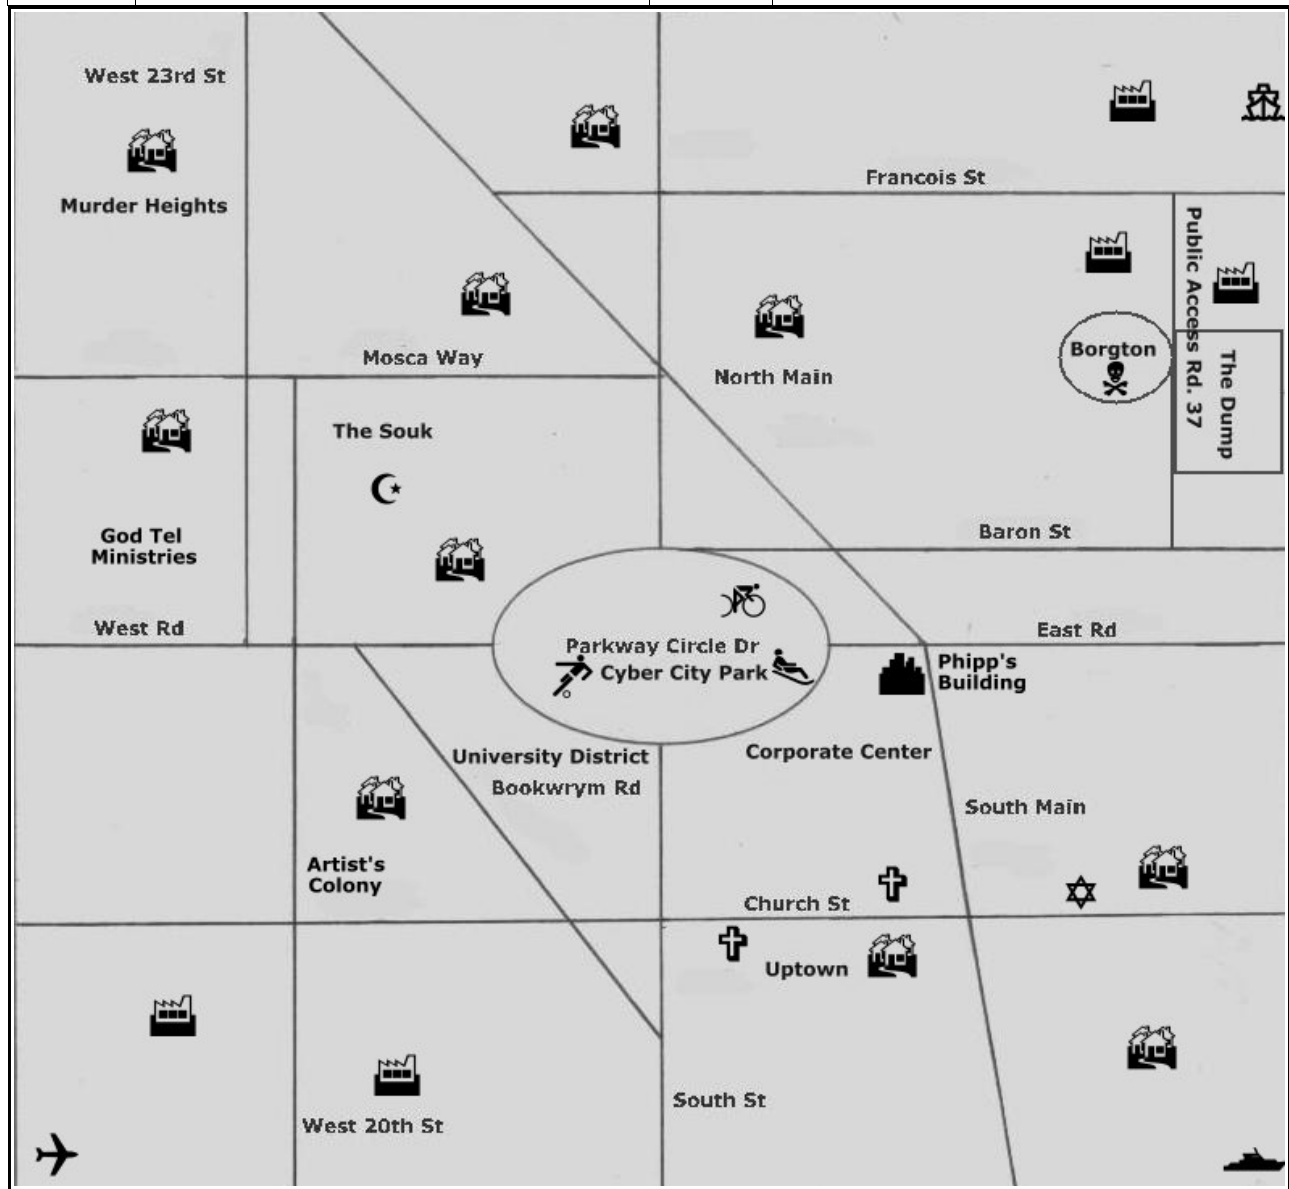 West 23rd St
Murder Heights
Francois St
Public Access Rd. 37
Mosca Way
North Main
Borgton
The Dump
The Souk
God Tel
Ministries
Baron St
West Rd
East Rd
Parkway Circle Dr
Cyber City Park
Phipp's
Building
University District
Corporate Center
Bookwrym Rd
South Main
Artist's
Colony
Church St
Uptown
South St
West 20th St